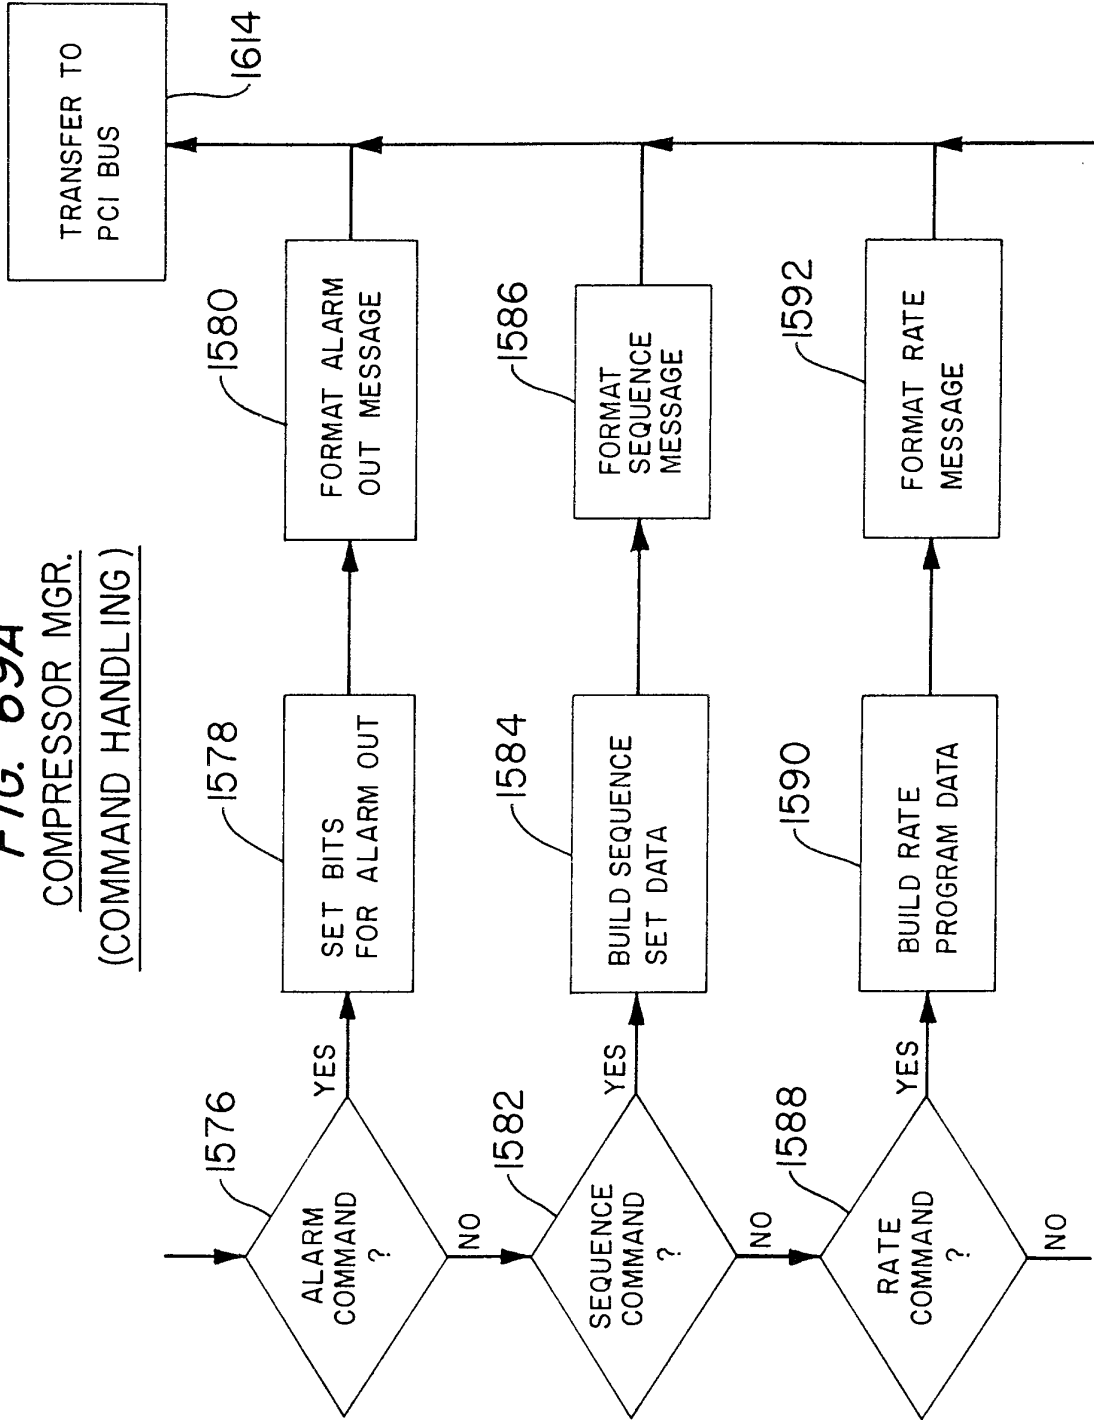 FIG. 69A
COMPRESSOR MGR.
(COMMAND HANDLING)
TRANSFER TO
PCI BUS
1614
1576
ALARM
COMMAND
?
YES
NO
1578
SET BITS
FOR ALARM OUT
1580
FORMAT ALARM
OUT MESSAGE
1582
SEQUENCE
COMMAND
?
YES
NO
1584
BUILD SEQUENCE
SET DATA
1586
FORMAT
SEQUENCE
MESSAGE
1588
RATE
COMMAND
?
YES
NO
1590
BUILD RATE
PROGRAM DATA
1592
FORMAT RATE
MESSAGE